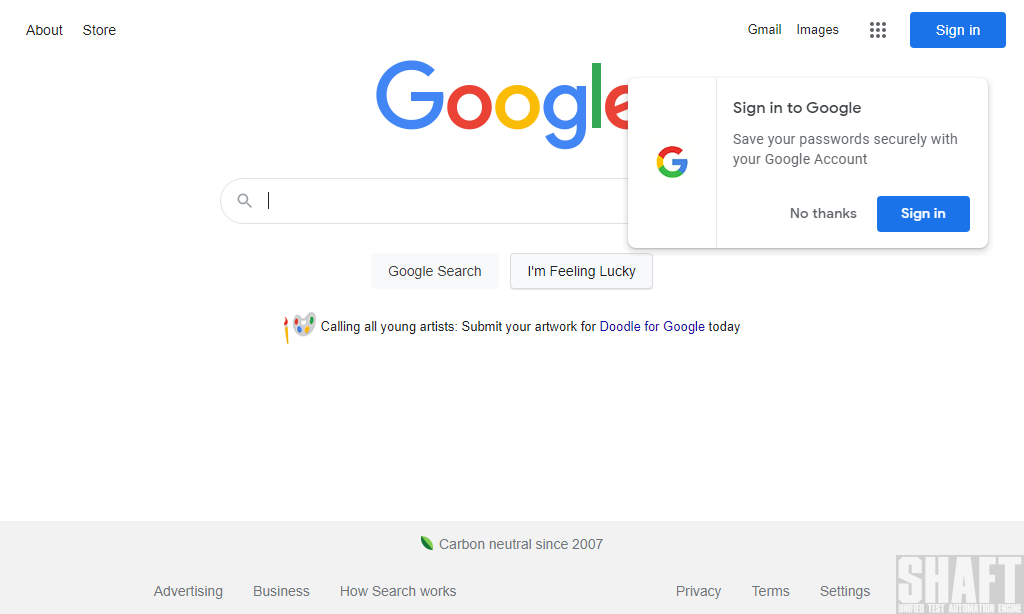 About Store
Gmail Images
Sign in
Google
Sign in to Google
Save your passwords securely with
your Google Account
No thanks Sign in
Google Search I'm Feeling Lucky
Calling all young artists: Submit your artwork for Doodle for Google today
Carbon neutral since 2007
Advertising Business How Search works
Privacy Terms Settings
SHAFT
UNIFIED TEST AUTOMATION ENGINE